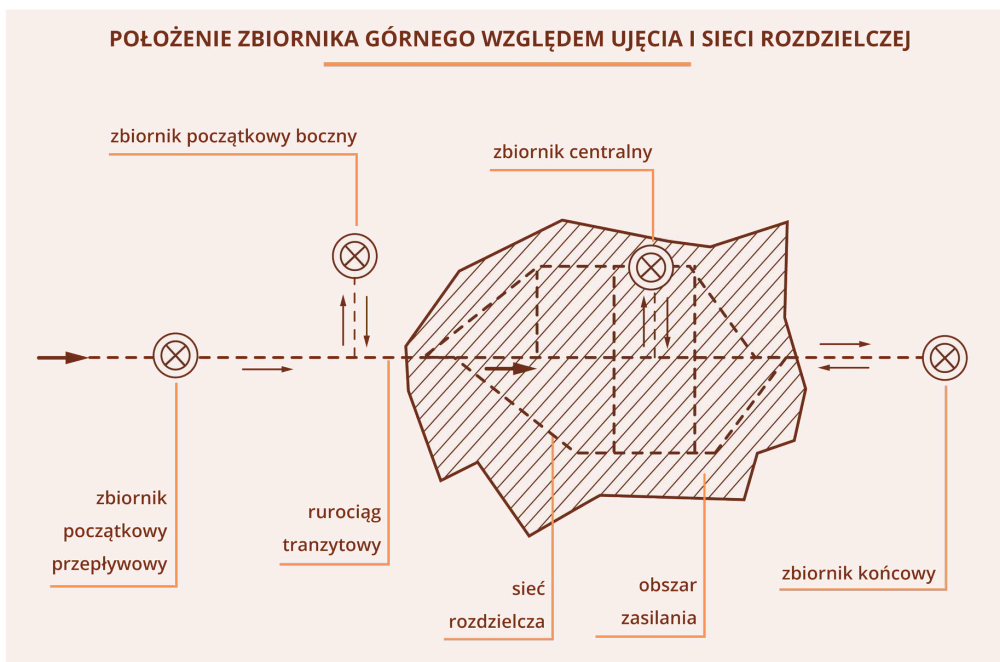 POŁOŻENIE ZBIORNIKA GÓRNEGO WZGLĘDEM UJĘCIA I SIECI ROZDZIELCZEJ
zbiornik początkowy boczny
zbiornik centralny
zbiornik
początkowy
przepływowy
rurociąg
tranzytowy
sieć
rozdzielcza
obszar
zasilania
zbiornik końcowy